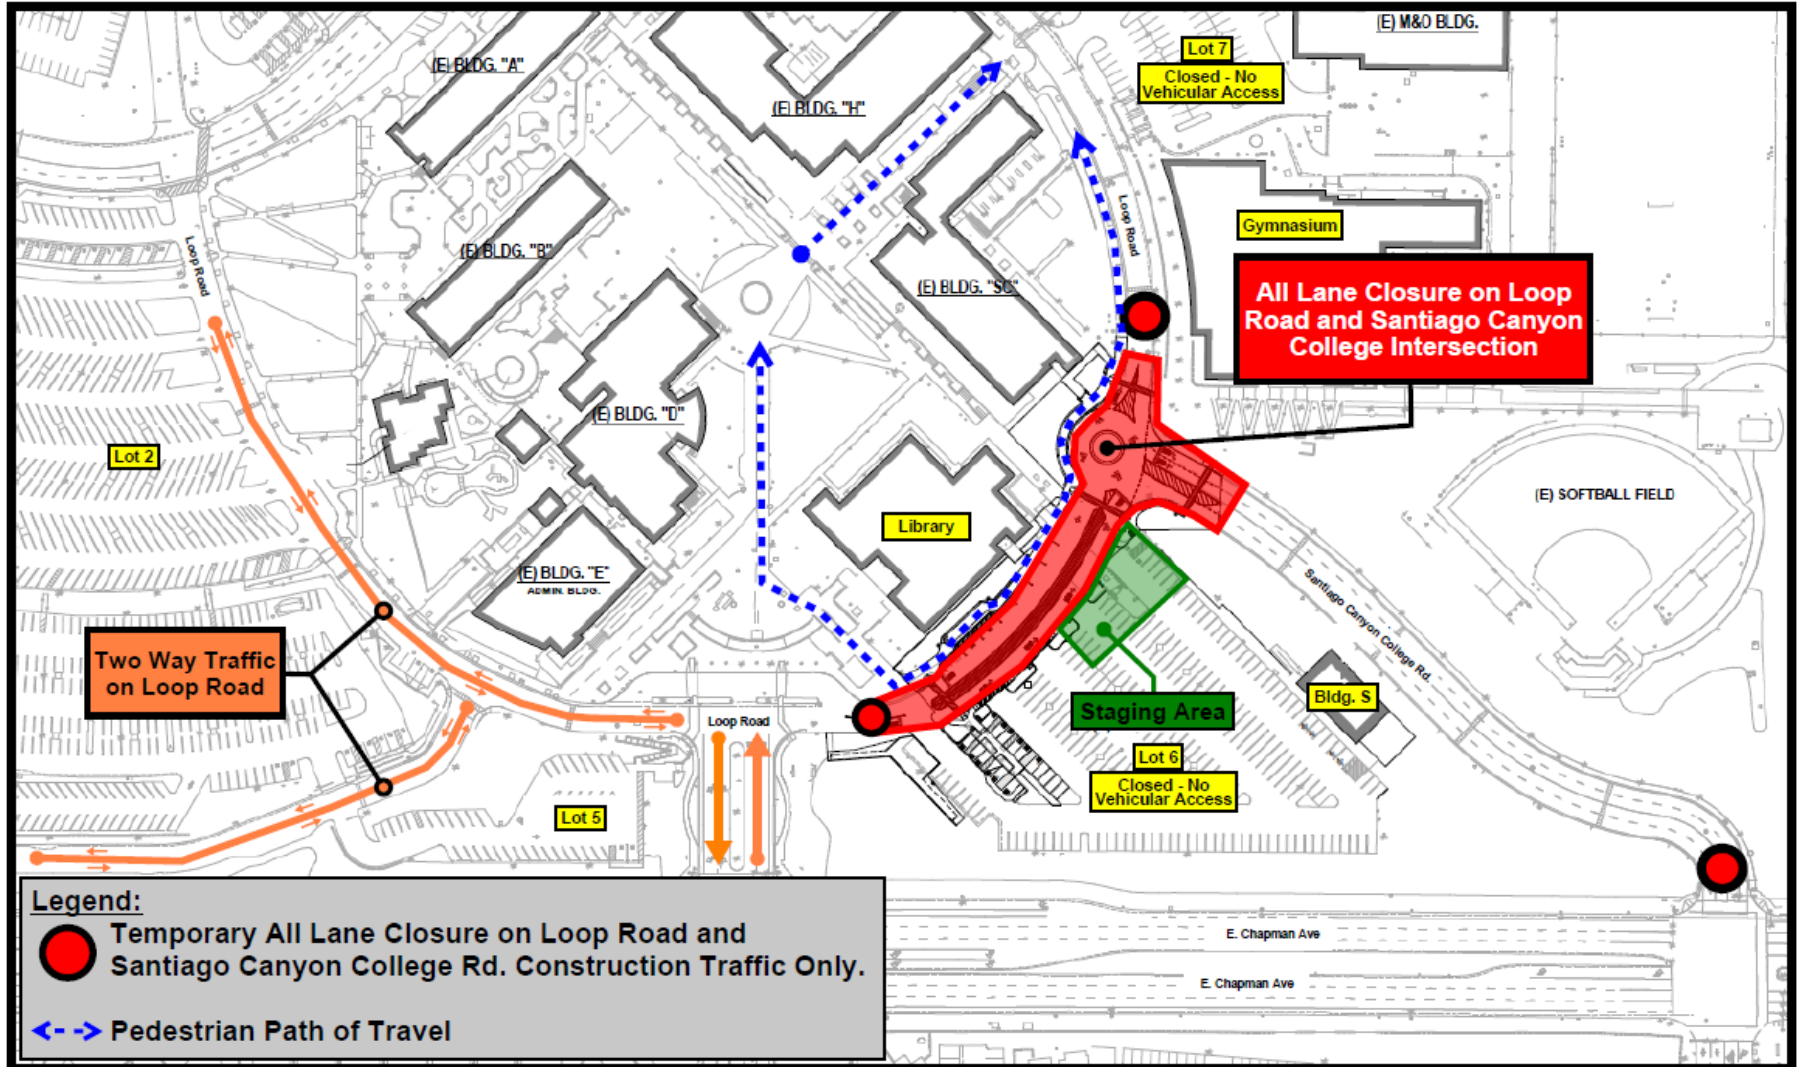 (E) M&O BLDG.
Lot 7
Closed - No
Vehicular Access
(E) BLDG. "A"
(E) BLDG. "H"
Loop Road
Gymnasium
(E) BLDG. "B"
Loop Road
(E) BLDG. "SC"
All Lane Closure on Loop
Road and Santiago Canyon
College Intersection
(E) BLDG. "D"
Lot 2
(E) SOFTBALL FIELD
Library
(E) BLDG. "E"
ADMIN. BLDG.
Santiago Canyon College Rd.
Two Way Traffic
on Loop Road
Bldg. S
Staging Area
Loop Road
Lot 6
Closed - No
Vehicular Access
Lot 5
Legend:
Temporary All Lane Closure on Loop Road and
Santiago Canyon College Rd. Construction Traffic Only.
Pedestrian Path of Travel
E. Chapman Ave
E. Chapman Ave